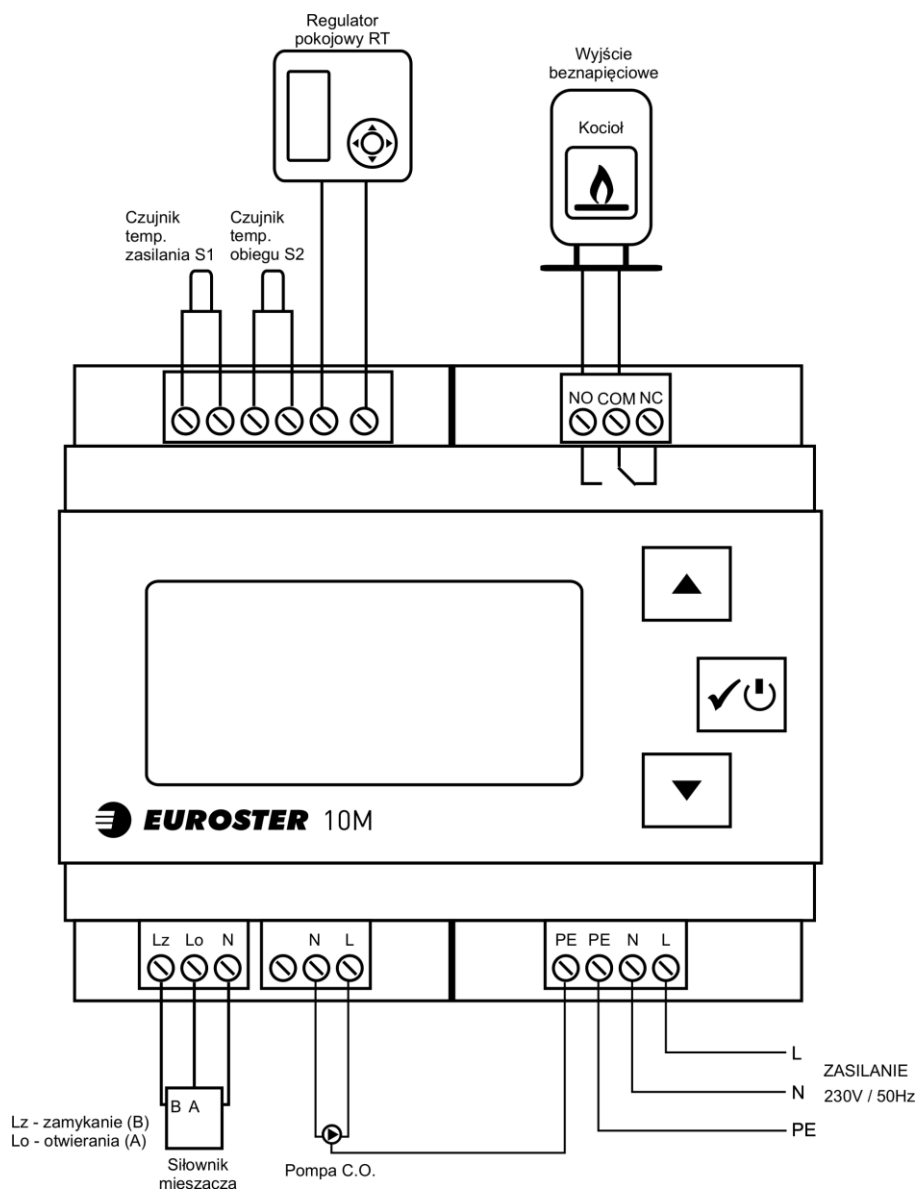 Regulator
pokojowy RT
Wyjście
beznapięciowe
Kocioł
Czujnik
temp.
zasilania S1
Czujnik
temp.
obiegu S2
NO COM NC
EUROSTER 10M
Lz Lo N
N L
PE PE N L
L
N
PE
ZASILANIE
230V / 50Hz
B A
Lz - zamykanie (B)
Lo - otwierania (A)
Siłownik
mieszacza
Pompa C.O.